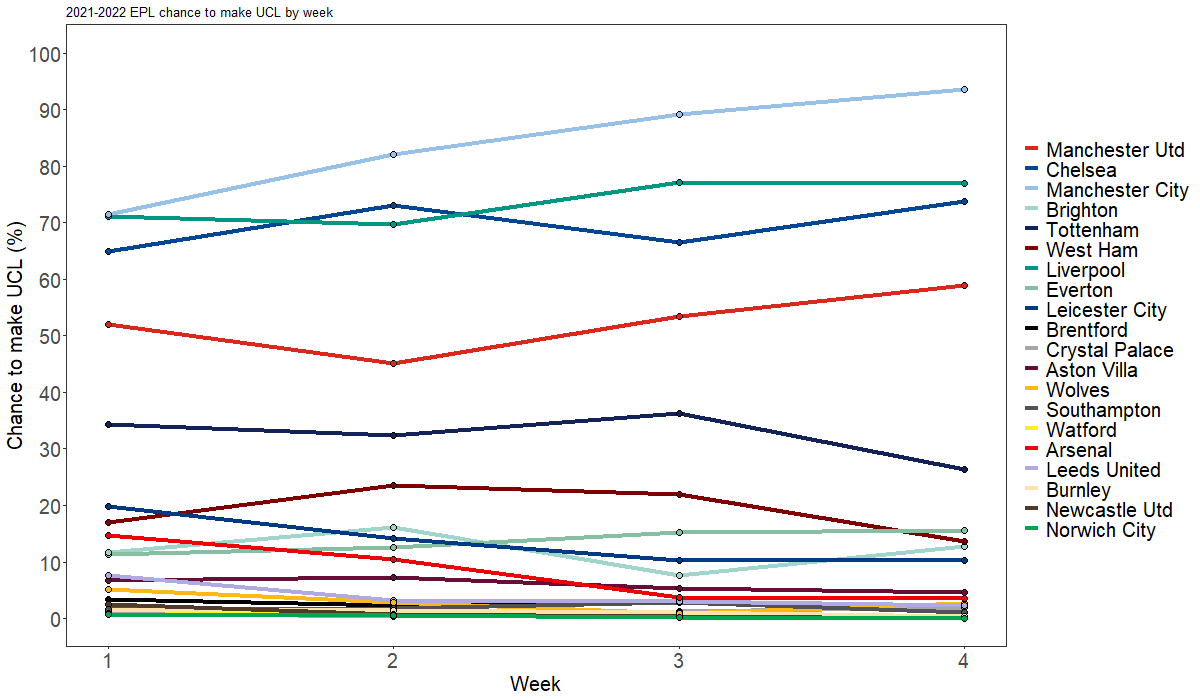 2021-2022 EPL chance to make UCL by week
Chance to make UCL (%)
100
90
80
70
60
50
40
30
20
10
0
1
2
3
4
Week
Manchester Utd
Chelsea
Manchester City
Brighton
Tottenham
West Ham
Liverpool
Everton
Leicester City
Brentford
Crystal Palace
Aston Villa
Wolves
Southampton
Watford
Arsenal
Leeds United
Burnley
Newcastle Utd
Norwich City